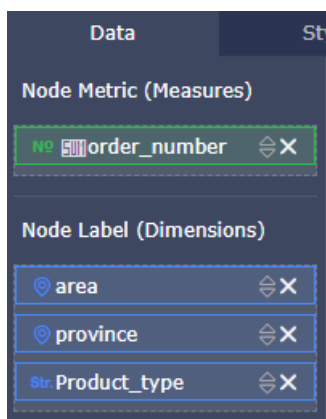 Data St
Node Metric (Measures)
Nº SUM order_number
Node Label (Dimensions)
area
province
Str. Product_type